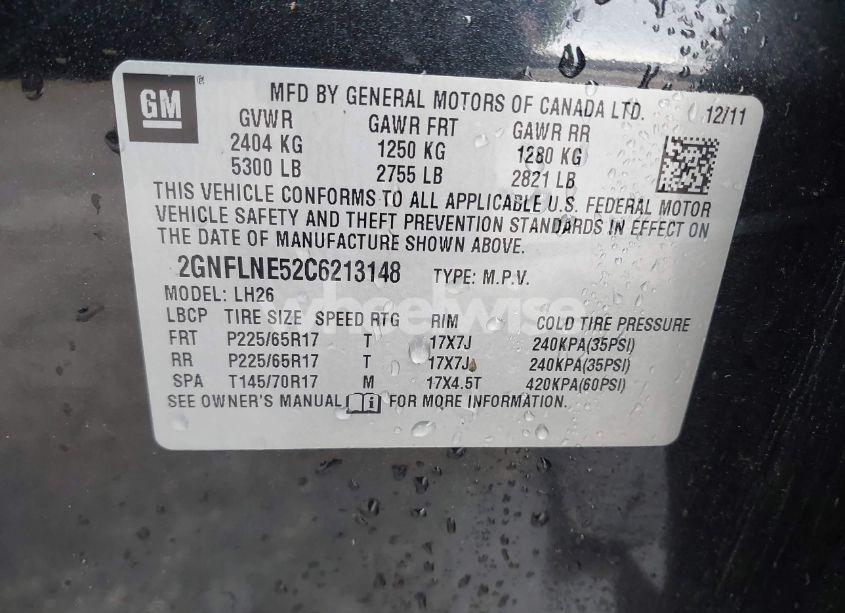 GM ®
MFD BY GENERAL MOTORS OF CANADA LTD. 12/11
GVWR GAWR FRT GAWR RR
2404 KG 1250 KG 1280 KG
5300 LB 2755 LB 2821 LB
THIS VEHICLE CONFORMS TO ALL APPLICABLE U.S. FEDERAL MOTOR
VEHICLE SAFETY AND THEFT PREVENTION STANDARDS IN EFFECT ON
THE DATE OF MANUFACTURE SHOWN ABOVE.
2GNFLNE52C6213148 TYPE: M.P.V.
MODEL: LH26
wheelwise
LBCP TIRE SIZE SPEED RTG RIM COLD TIRE PRESSURE
FRT P225/65R17 T 17X7J 240KPA(35PSI)
RR P225/65R17 T 17X7J 240KPA(35PSI)
SPA T145/70R17 M 17X4.5T 420KPA(60PSI)
SEE OWNER'S MANUAL i FOR MORE INFORMATION.